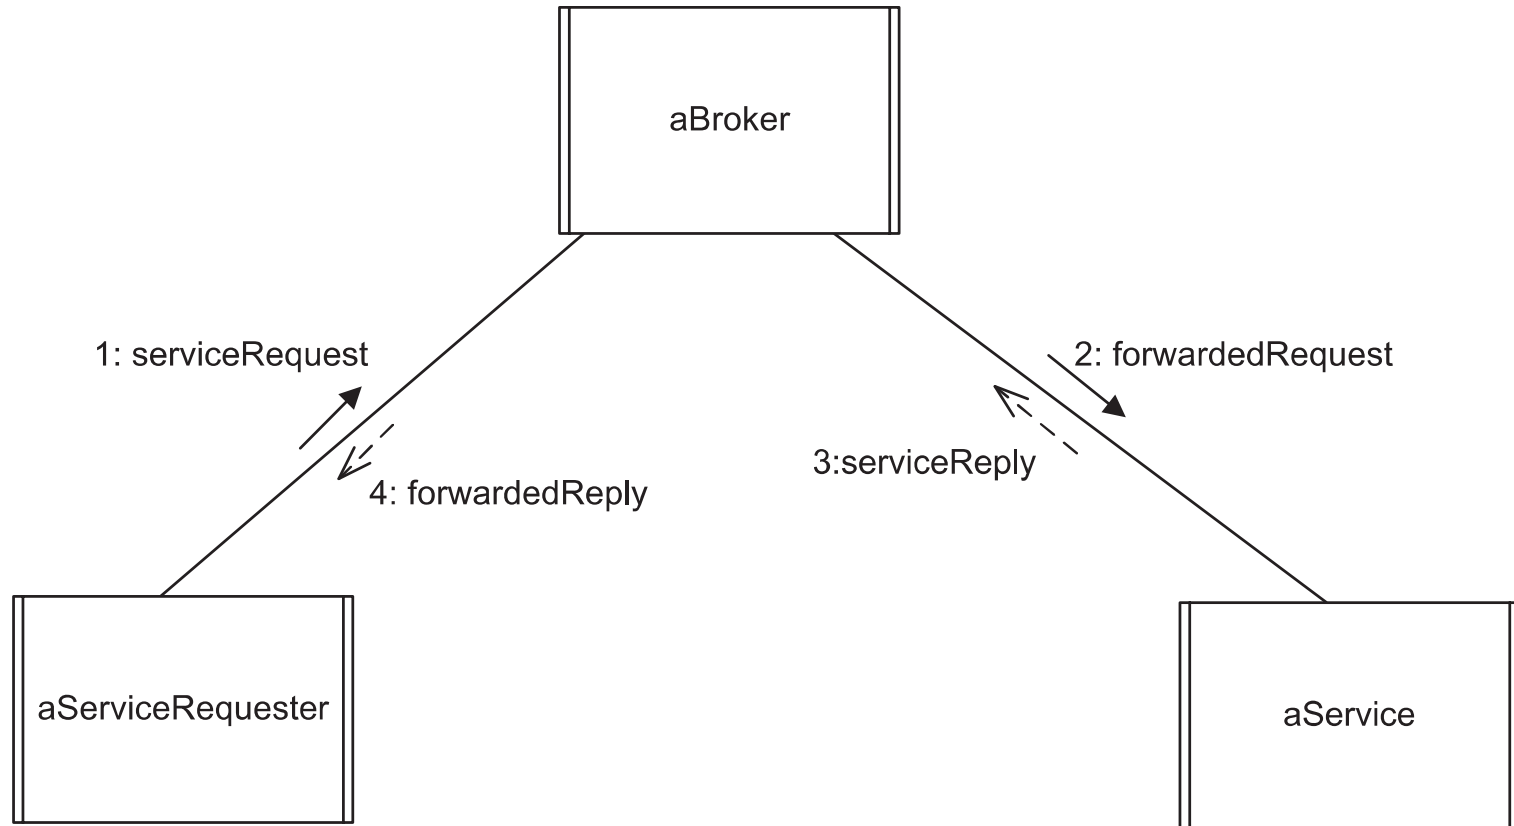 aBroker
1: serviceRequest
2: forwardedRequest
3:serviceReply
4: forwardedReply
aServiceRequester
aService